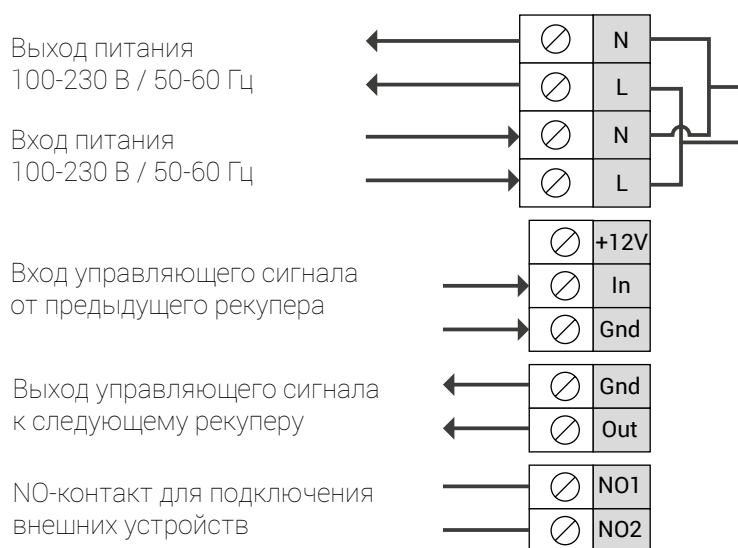 Выход питания
100-230 В / 50-60 Гц
N
L
Вход питания
100-230 В / 50-60 Гц
N
L
+12V
Вход управляющего сигнала
от предыдущего рекупера
In
Gnd
Выход управляющего сигнала
к следующему рекуперу
Gnd
Out
NO-контакт для подключения
внешних устройств
NO1
NO2